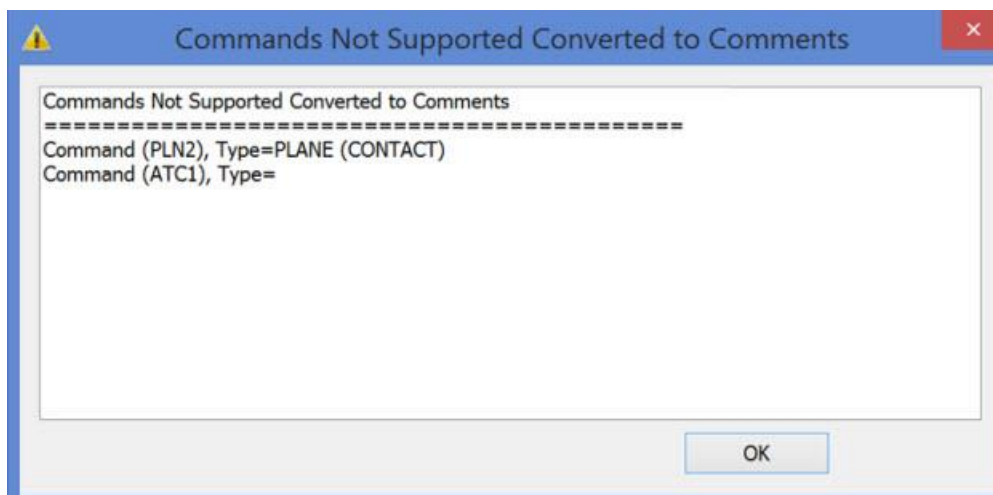 Commands Not Supported Converted to Comments
Commands Not Supported Converted to Comments
============================================
Command (PLN2), Type=PLANE (CONTACT)
Command (ATC1), Type=
OK